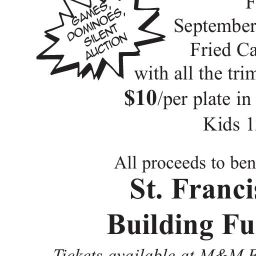 GAMES,
DOMINOES,
SILENT
AUCTION
September
Fried Ca
with all the trim
$10/per plate in
Kids 1
All proceeds to ben
St. Francis
Building Fu
Tickets available at M&M